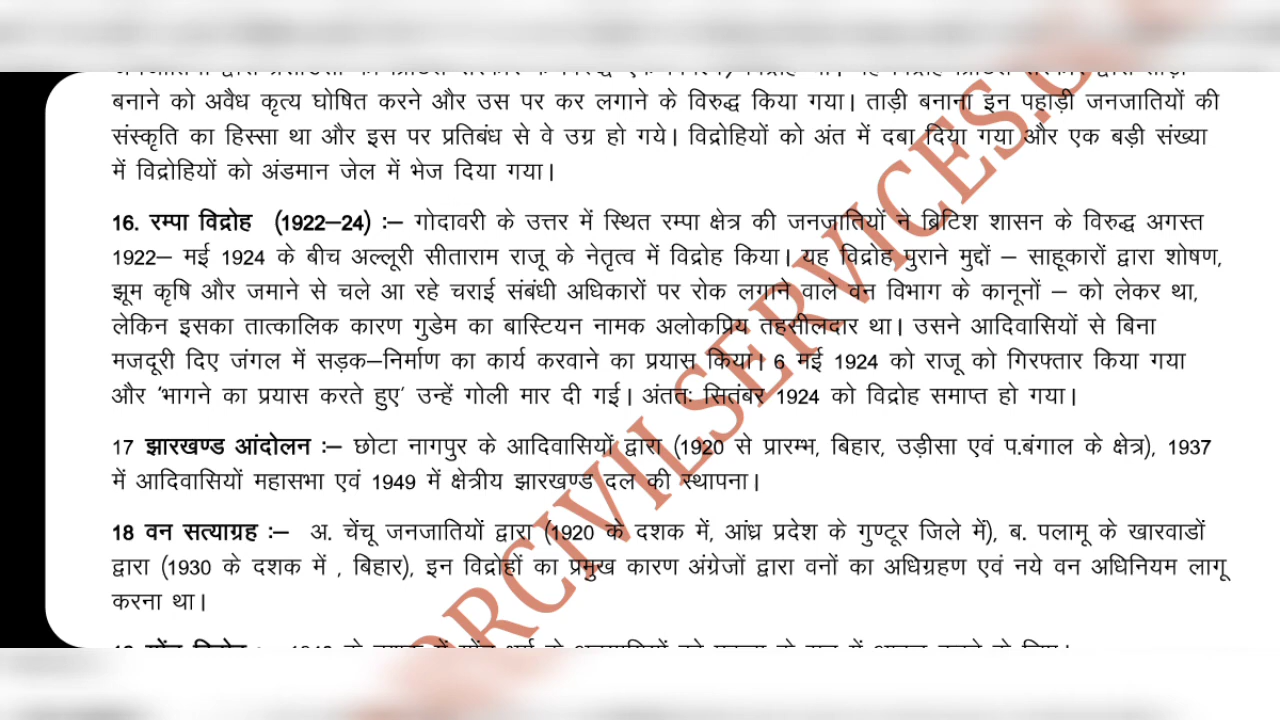 बनाने को अवैध कृत्य घोषित करने और उस पर कर लगाने के विरुद्ध किया गया। ताड़ी बनाना इन पहाड़ी जनजातियों की
संस्कृति का हिस्सा था और इस पर प्रतिबंध से वे उग्र हो गये। विद्रोहियों को अंत में दबा दिया गया और एक बड़ी संख्या
में विद्रोहियों को अंडमान जेल में भेज दिया गया।
16. रम्पा विद्रोह (1922–24) :– गोदावरी के उत्तर में स्थित रम्पा क्षेत्र की जनजातियों ने ब्रिटिश शासन के विरुद्ध अगस्त
1922– मई 1924 के बीच अल्लूरी सीताराम राजू के नेतृत्व में विद्रोह किया। यह विद्रोह पुराने मुद्दों – साहूकारों द्वारा शोषण,
झूम कृषि और जमाने से चले आ रहे चराई संबंधी अधिकारों पर रोक लगाने वाले वन विभाग के कानूनों – को लेकर था,
लेकिन इसका तात्कालिक कारण गुडेम का बास्टियन नामक अलोकप्रिय तहसीलदार था। उसने आदिवासियों से बिना
मजदूरी दिए जंगल में सड़क–निर्माण का कार्य करवाने का प्रयास किया। 6 मई 1924 को राजू को गिरफ्तार किया गया
और 'भागने का प्रयास करते हुए' उन्हें गोली मार दी गई। अंततः सितंबर 1924 को विद्रोह समाप्त हो गया।
17 झारखण्ड आंदोलन :– छोटा नागपुर के आदिवासियों द्वारा (1920 से प्रारम्भ, बिहार, उड़ीसा एवं प.बंगाल के क्षेत्र), 1937
में आदिवासियों महासभा एवं 1949 में क्षेत्रीय झारखण्ड दल की स्थापना।
18 वन सत्याग्रह :– अ. चेंचू जनजातियों द्वारा (1920 के दशक में, आंध्र प्रदेश के गुण्टूर जिले में), ब. पलामू के खारवाडों
द्वारा (1930 के दशक में , बिहार), इन विद्रोहों का प्रमुख कारण अंग्रेजों द्वारा वनों का अधिग्रहण एवं नये वन अधिनियम लागू
करना था।
ORCIVILSERVICES.C